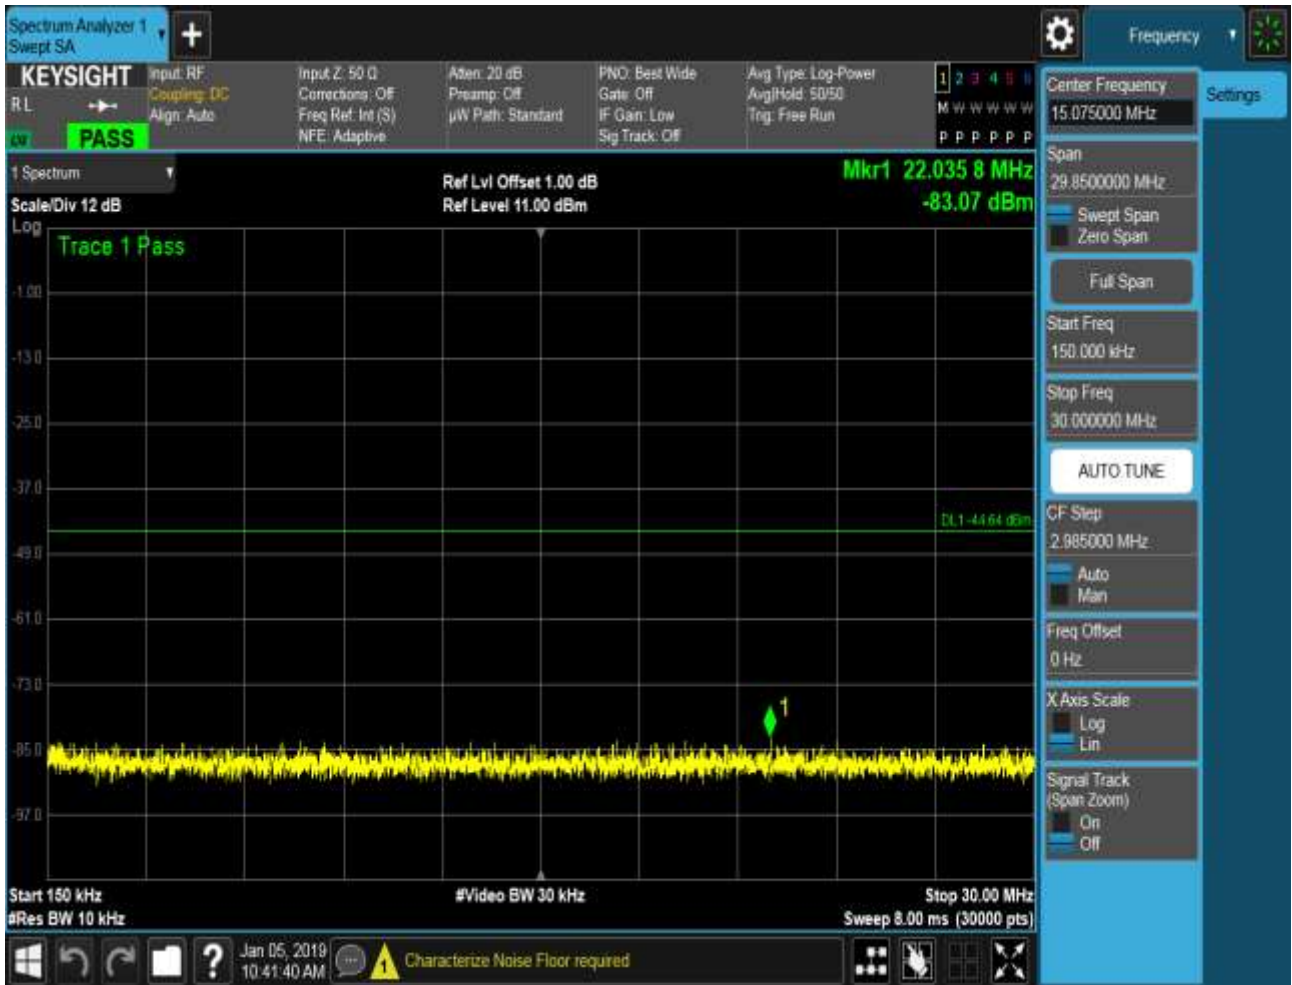 Spectrum Analyzer 1
Swept SA
+
Frequency
KEYSIGHT
R L
PASS
Input: RF
Coupling: DC
Align: Auto
Input Z: 50 Ω
Corrections: Off
Freq Ref: Int (S)
NFE: Adaptive
Atten: 20 dB
Preamp: Off
µW Path: Standard
PNO: Best Wide
Gate: Off
IF Gain: Low
Sig Track: Off
Avg Type: Log-Power
Avg|Hold: 50/50
Trig: Free Run
1 2 3 4 5 6
M W W W W W
P P P P P P
1 Spectrum
Scale/Div 12 dB
Log
Ref Lvl Offset 1.00 dB
Ref Level 11.00 dBm
Mkr1 22.035 8 MHz
-83.07 dBm
Trace 1 Pass
-1.00
-13.0
-25.0
-37.0
DL1 -44.64 dBm
-49.0
-61.0
-73.0
1
-85.0
-97.0
Start 150 kHz
#Video BW 30 kHz
Stop 30.00 MHz
#Res BW 10 kHz
Sweep 8.00 ms (30000 pts)
Center Frequency
15.075000 MHz
Settings
Span
29.8500000 MHz
Swept Span
Zero Span
Full Span
Start Freq
150.000 kHz
Stop Freq
30.000000 MHz
AUTO TUNE
CF Step
2.985000 MHz
Auto
Man
Freq Offset
0 Hz
X Axis Scale
Log
Lin
Signal Track
(Span Zoom)
On
Off
?
Jan 05, 2019
10:41:40 AM
1
Characterize Noise Floor required